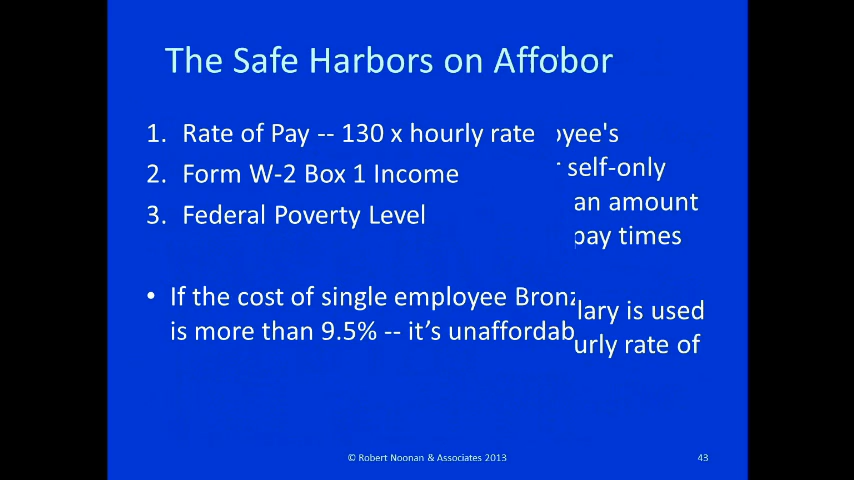 The Safe Harbors on Affobor
1. Rate of Pay -- 130 x hourly rate
2. Form W-2 Box 1 Income
3. Federal Poverty Level
• If the cost of single employee Bronz
is more than 9.5% -- it’s unaffordab
yee's
self-only
an amount
pay times
lary is used
urly rate of
© Robert Noonan & Associates 2013
43